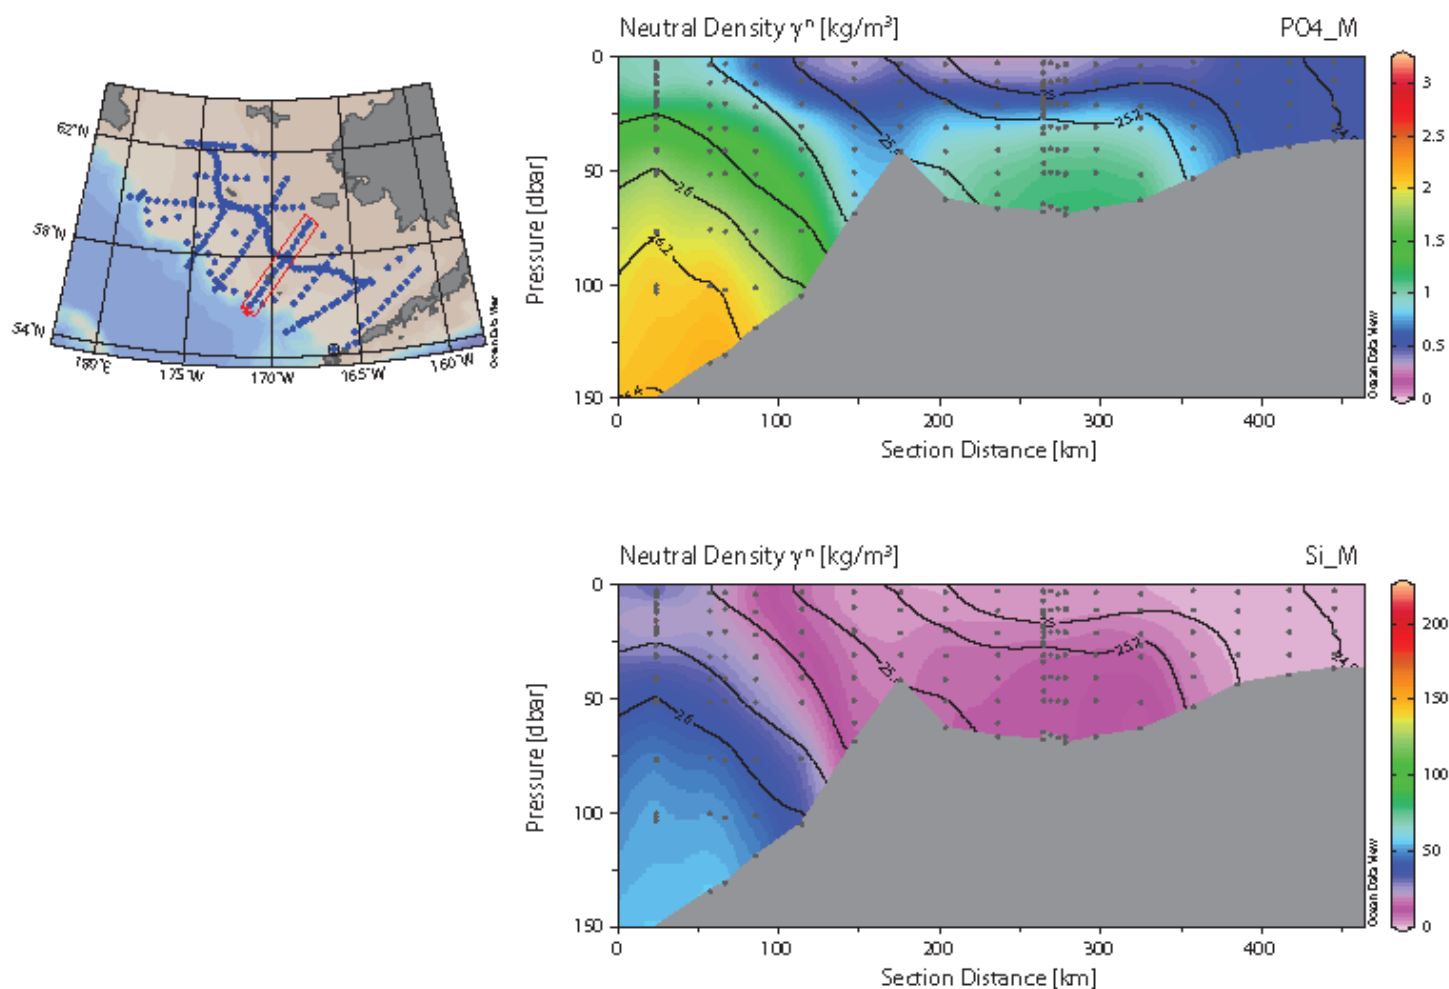 Neutral Density γⁿ [kg/m³]
PO4_M
62°N
58°N
54°N
180°E
175°W
170°W
165°W
160°W
Ocean Data View
Pressure [dbar]
0
50
100
150
26
26.2
25.2
25
0
100
200
300
400
Section Distance [km]
3
2.5
2
1.5
1
0.5
0
Ocean Data View
Neutral Density γⁿ [kg/m³]
Si_M
Pressure [dbar]
0
50
100
150
26
25.2
25
0
100
200
300
400
Section Distance [km]
200
150
100
50
0
Ocean Data View